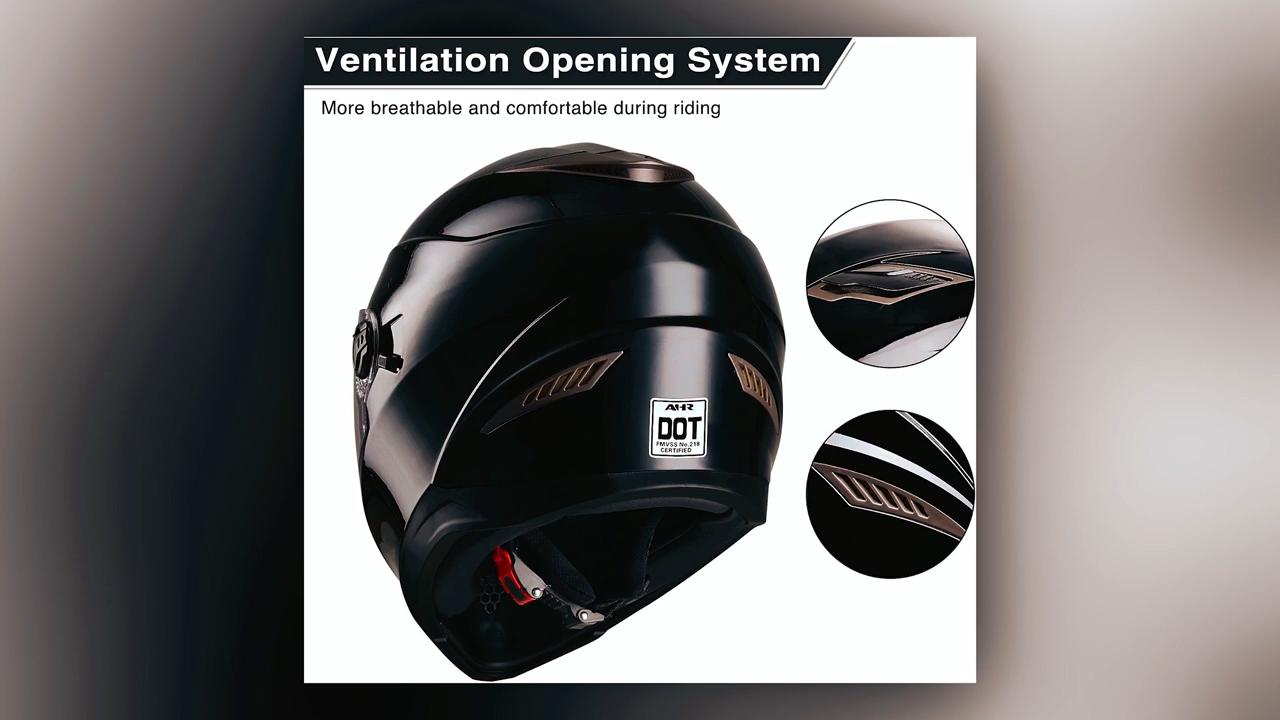 Ventilation Opening System
More breathable and comfortable during riding
AHR
DOT
FMVSS No.218
CERTIFIED